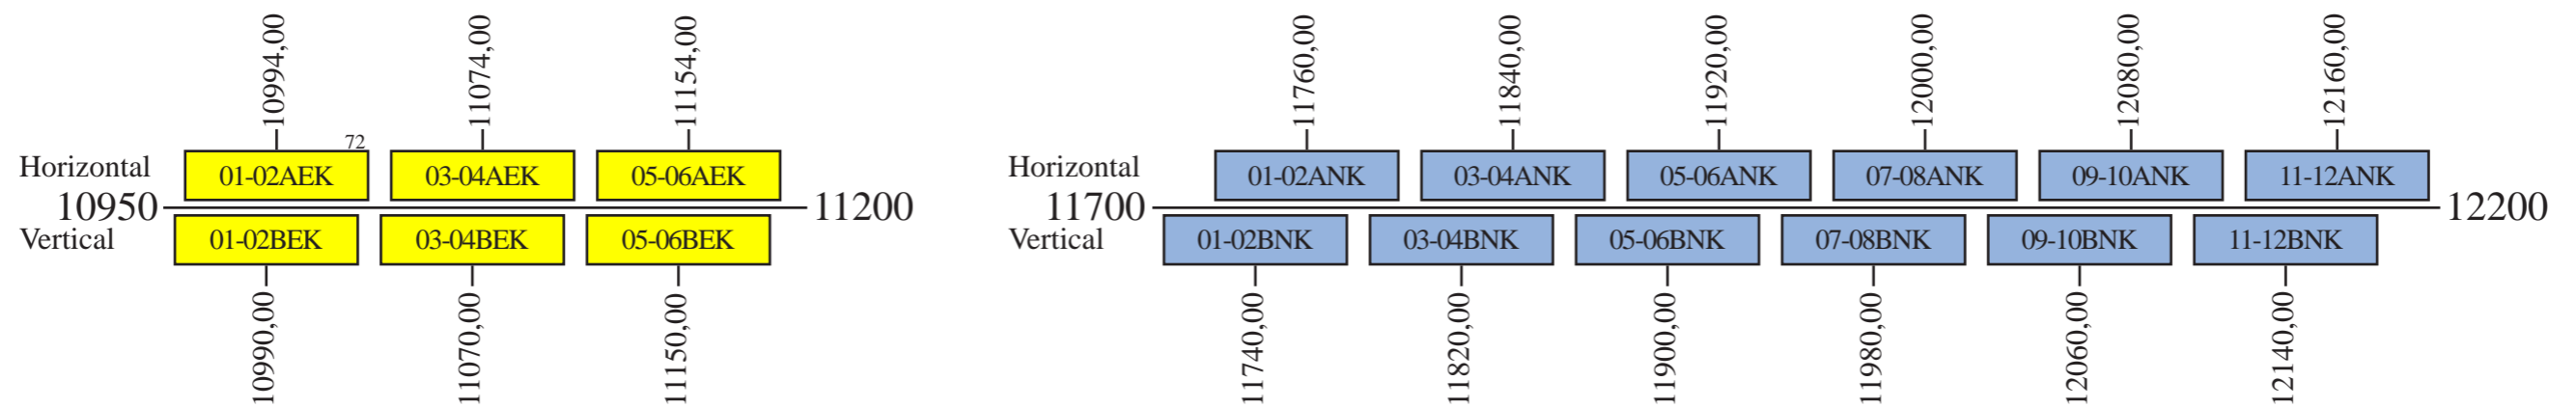 10994,00 11074,00 11154,00
72
Horizontal 01-02AEK 03-04AEK 05-06AEK
10950 11200
Vertical 01-02BEK 03-04BEK 05-06BEK
10990,00 11070,00 11150,00
11760,00 11840,00 11920,00 12000,00 12080,00 12160,00
Horizontal 01-02ANK 03-04ANK 05-06ANK 07-08ANK 09-10ANK 11-12ANK
11700 12200
Vertical 01-02BNK 03-04BNK 05-06BNK 07-08BNK 09-10BNK 11-12BNK
11740,00 11820,00 11900,00 11980,00 12060,00 12140,00